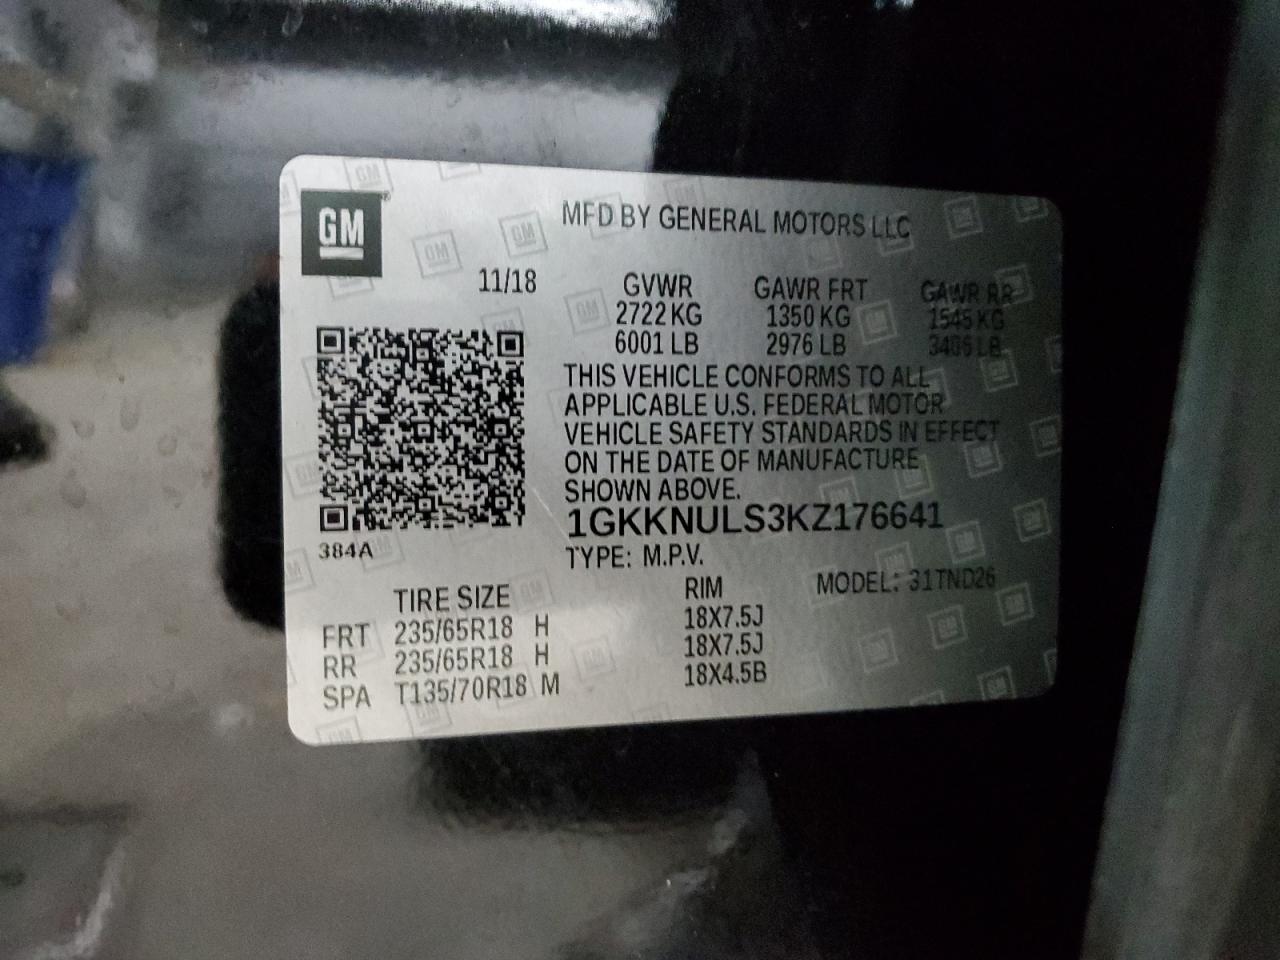 GM
MFD BY GENERAL MOTORS LLC
11/18 GVWR GAWR FRT GAWR RR
2722 KG 1350 KG 1545 KG
6001 LB 2976 LB 3406 LB
THIS VEHICLE CONFORMS TO ALL
APPLICABLE U.S. FEDERAL MOTOR
VEHICLE SAFETY STANDARDS IN EFFECT
ON THE DATE OF MANUFACTURE
SHOWN ABOVE.
1GKKNULS3KZ176641
384A
TYPE: M.P.V.
TIRE SIZE RIM MODEL: 31TND26
FRT 235/65R18 H 18X7.5J
RR 235/65R18 H 18X7.5J
SPA T135/70R18 M 18X4.5B